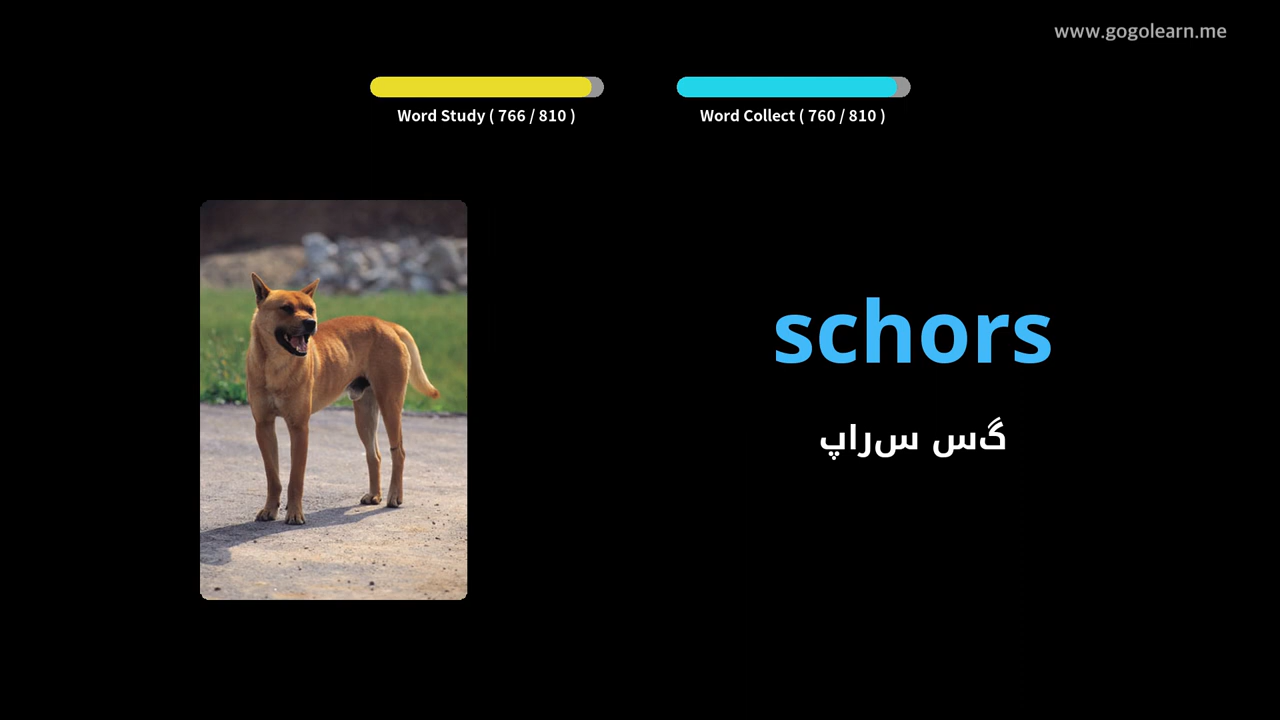 www.gogolearn.me
Word Study ( 766 / 810 )
Word Collect ( 760 / 810 )
schors
گس سراپ